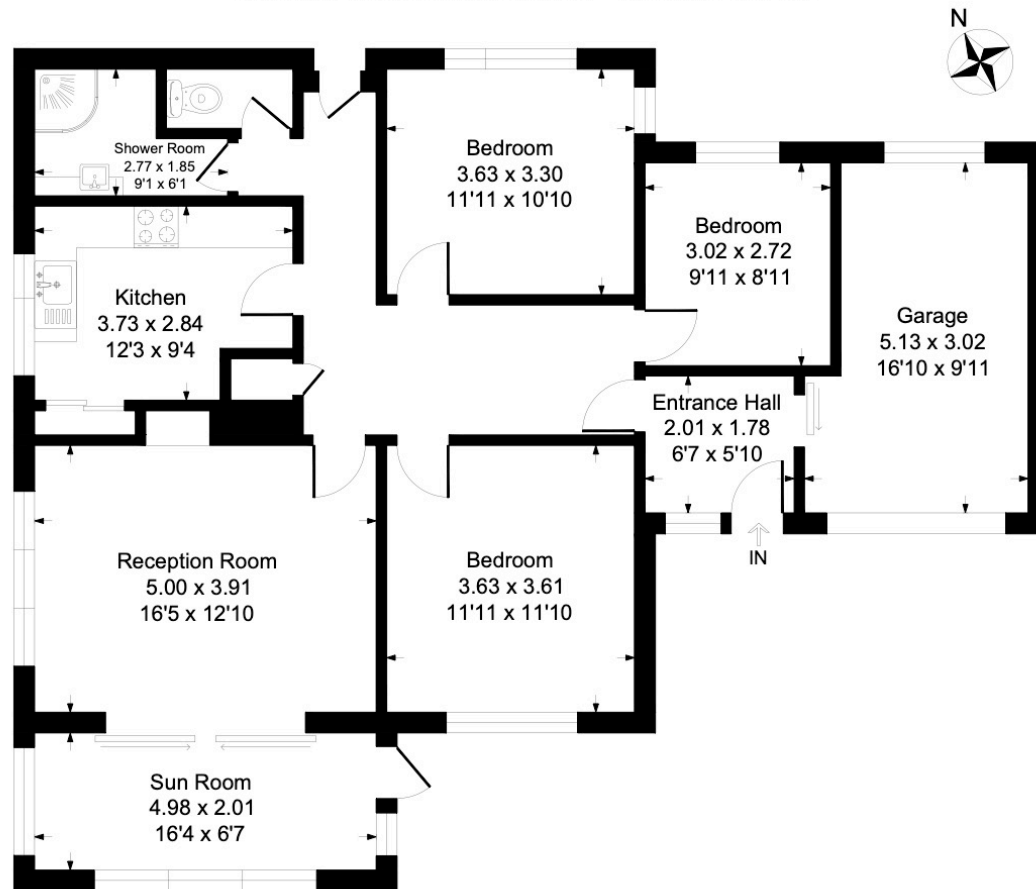 N
Shower Room
2.77 x 1.85
9'1 x 6'1
Bedroom
3.63 x 3.30
11'11 x 10'10
Bedroom
3.02 x 2.72
9'11 x 8'11
Kitchen
3.73 x 2.84
12'3 x 9'4
Garage
5.13 x 3.02
16'10 x 9'11
Entrance Hall
2.01 x 1.78
6'7 x 5'10
IN
Reception Room
5.00 x 3.91
16'5 x 12'10
Bedroom
3.63 x 3.61
11'11 x 11'10
Sun Room
4.98 x 2.01
16'4 x 6'7